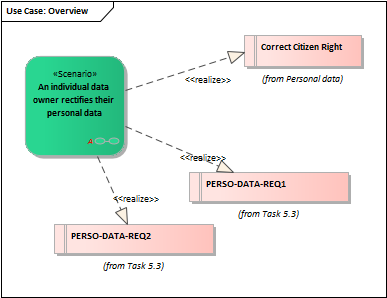 Use Case: Overview
«Scenario»
An individual data
owner rectifies their
personal data
A
Correct Citizen Right
(from Personal data)
<<realize>>
<<realize>>
PERSO-DATA-REQ1
(from Task 5.3)
<<realize>>
PERSO-DATA-REQ2
(from Task 5.3)